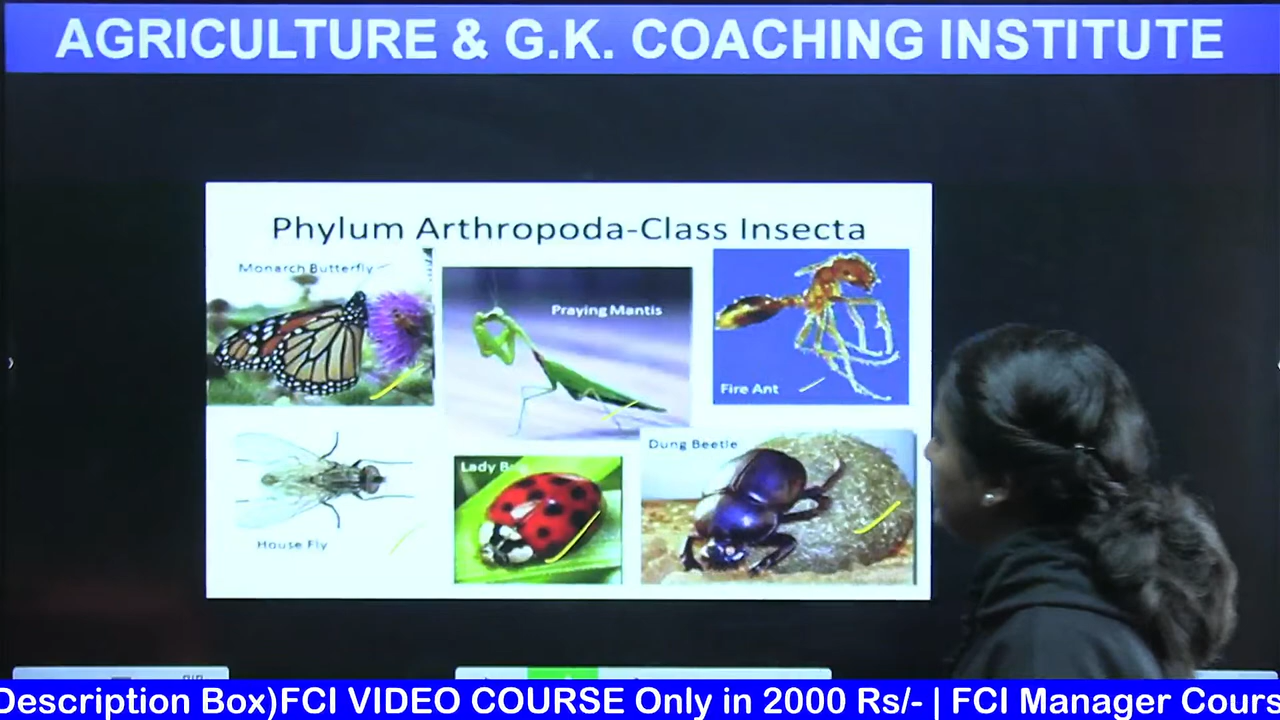 AGRICULTURE & G.K. COACHING INSTITUTE
Phylum Arthropoda-Class Insecta
Monarch Butterfly
Praying Mantis
Fire Ant
House Fly
Lady
Dung Beetle
Description Box)FCI VIDEO COURSE Only in 2000 Rs/- | FCI Manager Cours